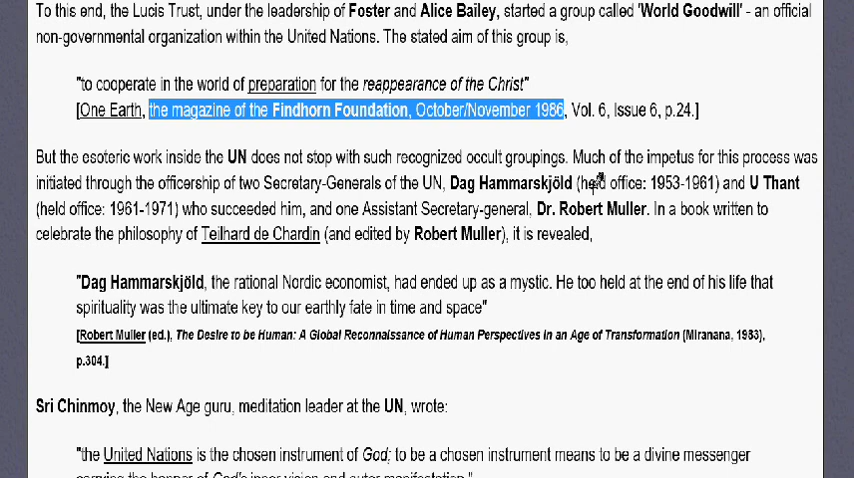 To this end, the Lucis Trust, under the leadership of Foster and Alice Bailey, started a group called 'World Goodwill' - an official
non-governmental organization within the United Nations. The stated aim of this group is,
"to cooperate in the world of preparation for the reappearance of the Christ"
[One Earth, the magazine of the Findhorn Foundation, October/November 1986, Vol. 6, Issue 6, p.24.]
But the esoteric work inside the UN does not stop with such recognized occult groupings. Much of the impetus for this process was
initiated through the officership of two Secretary-Generals of the UN, Dag Hammarskjöld (held office: 1953-1961) and U Thant
(held office: 1961-1971) who succeeded him, and one Assistant Secretary-general, Dr. Robert Muller. In a book written to
celebrate the philosophy of Teilhard de Chardin (and edited by Robert Muller), it is revealed,
"Dag Hammarskjöld, the rational Nordic economist, had ended up as a mystic. He too held at the end of his life that
spirituality was the ultimate key to our earthly fate in time and space"
[Robert Muller (ed.), The Desire to be Human: A Global Reconnaissance of Human Perspectives in an Age of Transformation (Miranana, 1983),
p.304.]
Sri Chinmoy, the New Age guru, meditation leader at the UN, wrote:
"the United Nations is the chosen instrument of God; to be a chosen instrument means to be a divine messenger
carrying the banner of God's inner vision and outer manifestation."